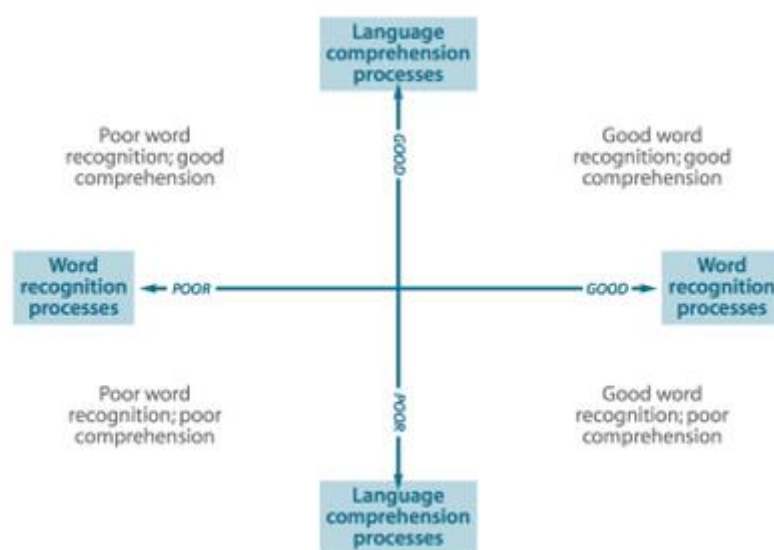 Language
comprehension
processes
GOOD
Poor word
recognition; good
comprehension
Good word
recognition; good
comprehension
Word
recognition
processes
POOR
GOOD
Word
recognition
processes
Poor word
recognition; poor
comprehension
POOR
Good word
recognition; poor
comprehension
Language
comprehension
processes